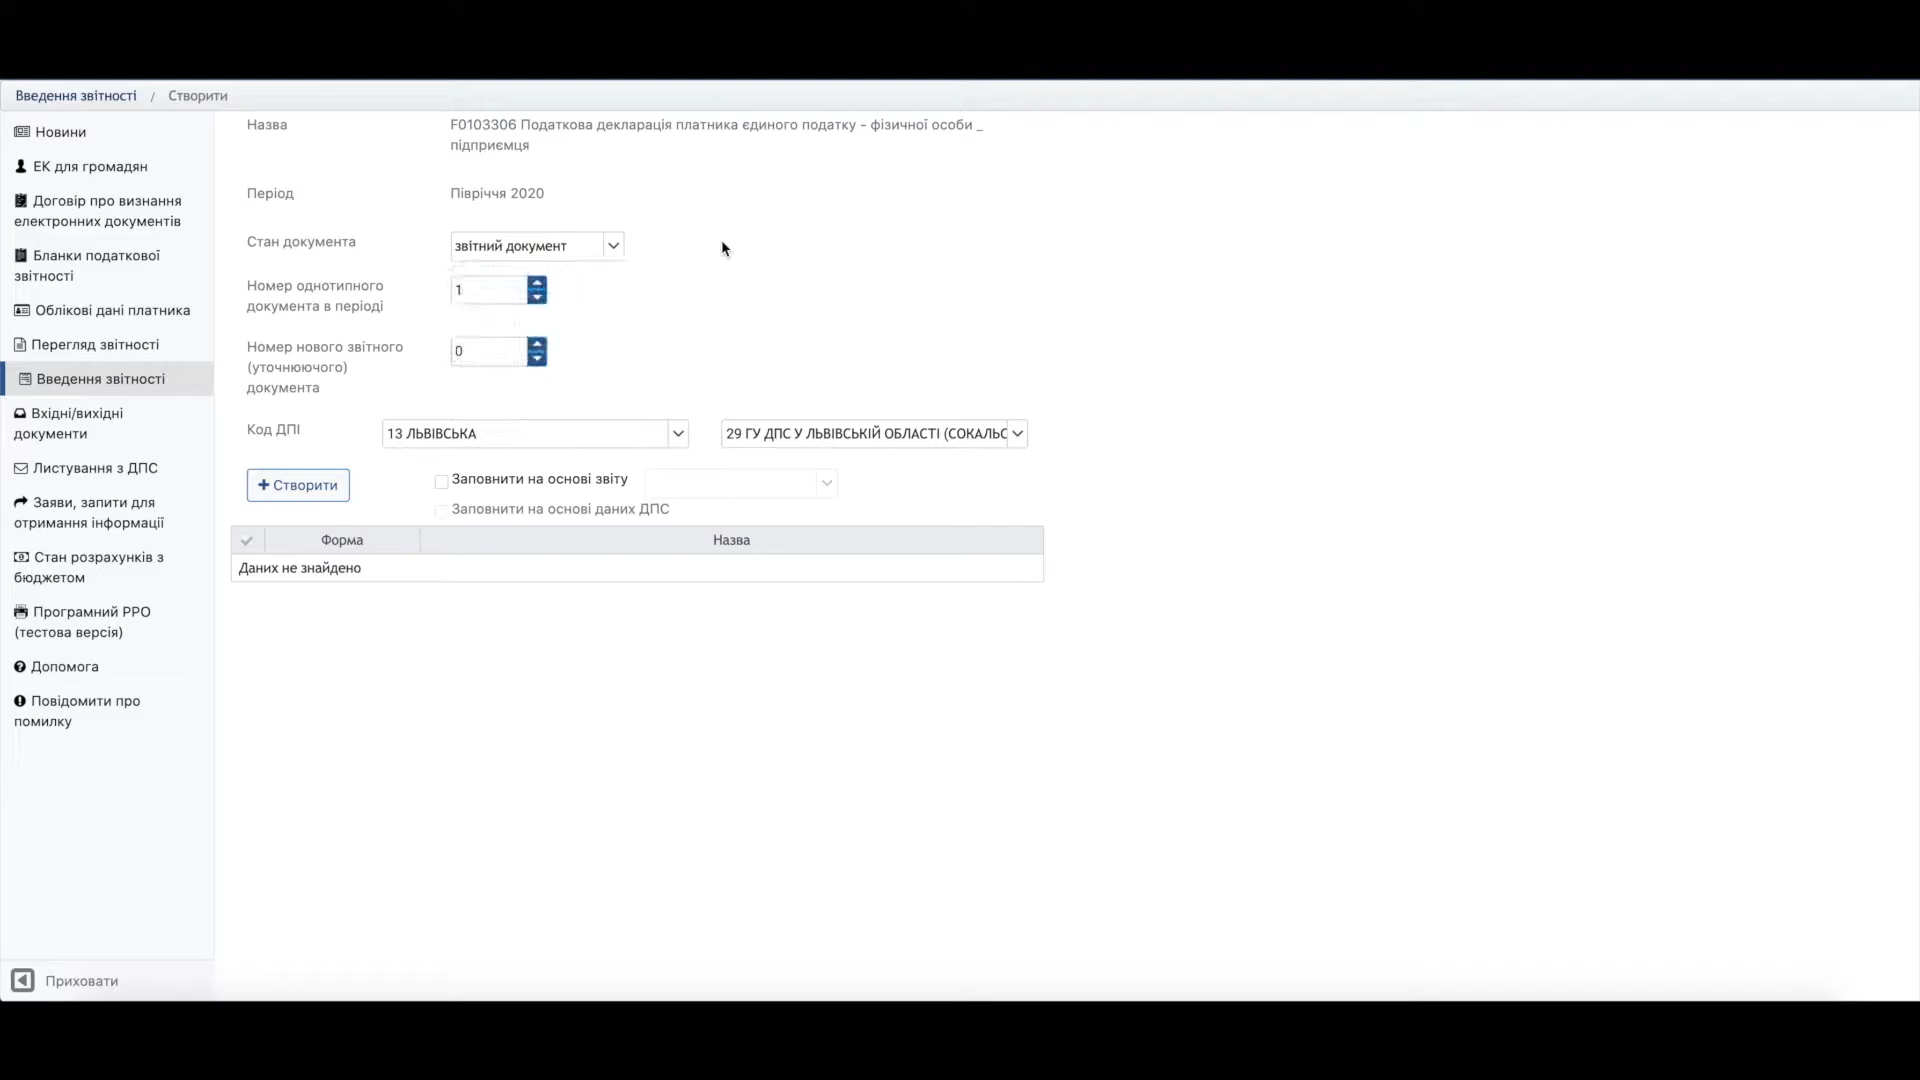 Введення звітності / Створити
Новини
ЕК для громадян
Договір про визнання
електронних документів
Бланки податкової
звітності
Облікові дані платника
Перегляд звітності
Введення звітності
Вхідні/вихідні
документи
Листування з ДПС
Заяви, запити для
отримання інформації
Стан розрахунків з
бюджетом
Програмний РРО
(тестова версія)
Допомога
Повідомити про
помилку
Приховати
Назва
F0103306 Податкова декларація платника єдиного податку - фізичної особи _
підприємця
Період
Півріччя 2020
Стан документа
звітний документ
Номер однотипного
документа в періоді
1
Номер нового звітного
(уточнюючого)
документа
0
Код ДПІ
13 ЛЬВІВСЬКА
29 ГУ ДПС У ЛЬВІВСЬКІЙ ОБЛАСТІ (СОКАЛЬС
Створити
Заповнити на основі звіту
Заповнити на основі даних ДПС
Форма
Назва
Даних не знайдено